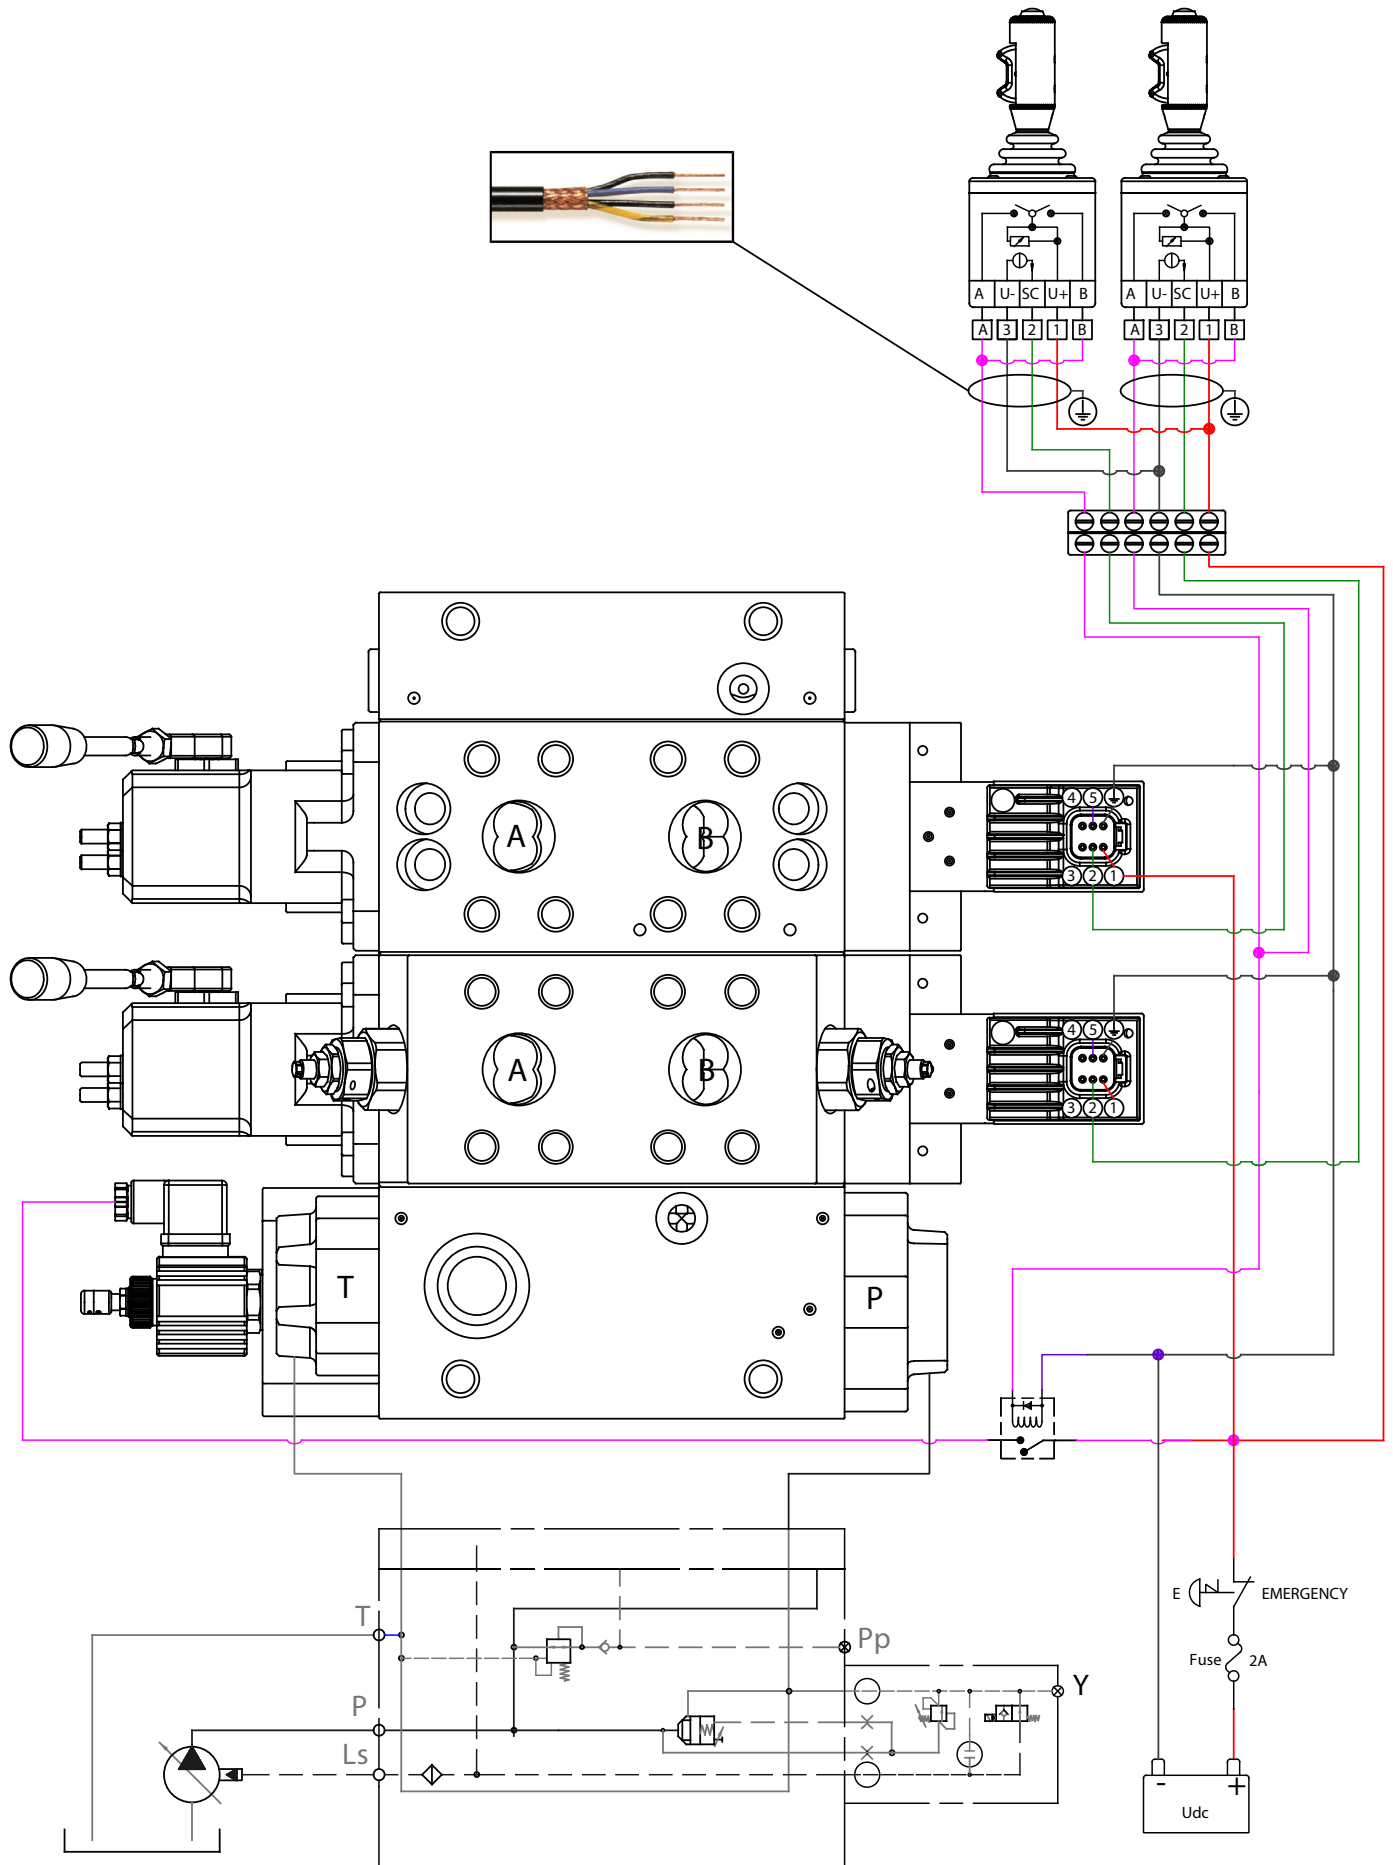 A U- SC U+ B
A U- SC U+ B
A 3 2 1 B
A 3 2 1 B
4 5
A B
3 2 1
4 5
A B
3 2 1
T P
E EMERGENCY
T
Pp
Fuse 2A
Y
P
Ls
- +
Udc